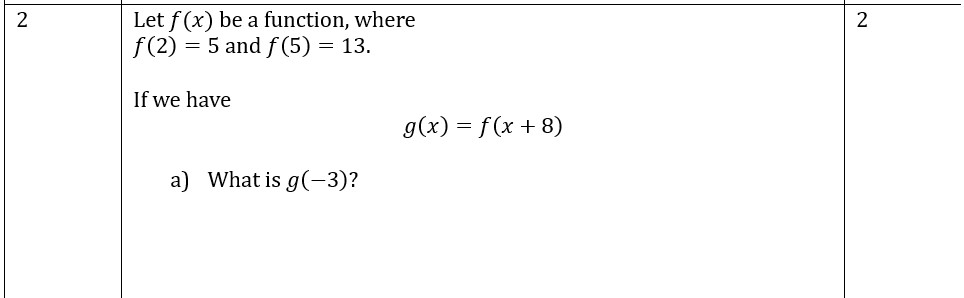 2
Let f(x) be a function, where
f(2) = 5 and f(5) = 13.
If we have
g(x) = f(x + 8)
a) What is g(−3)?
2